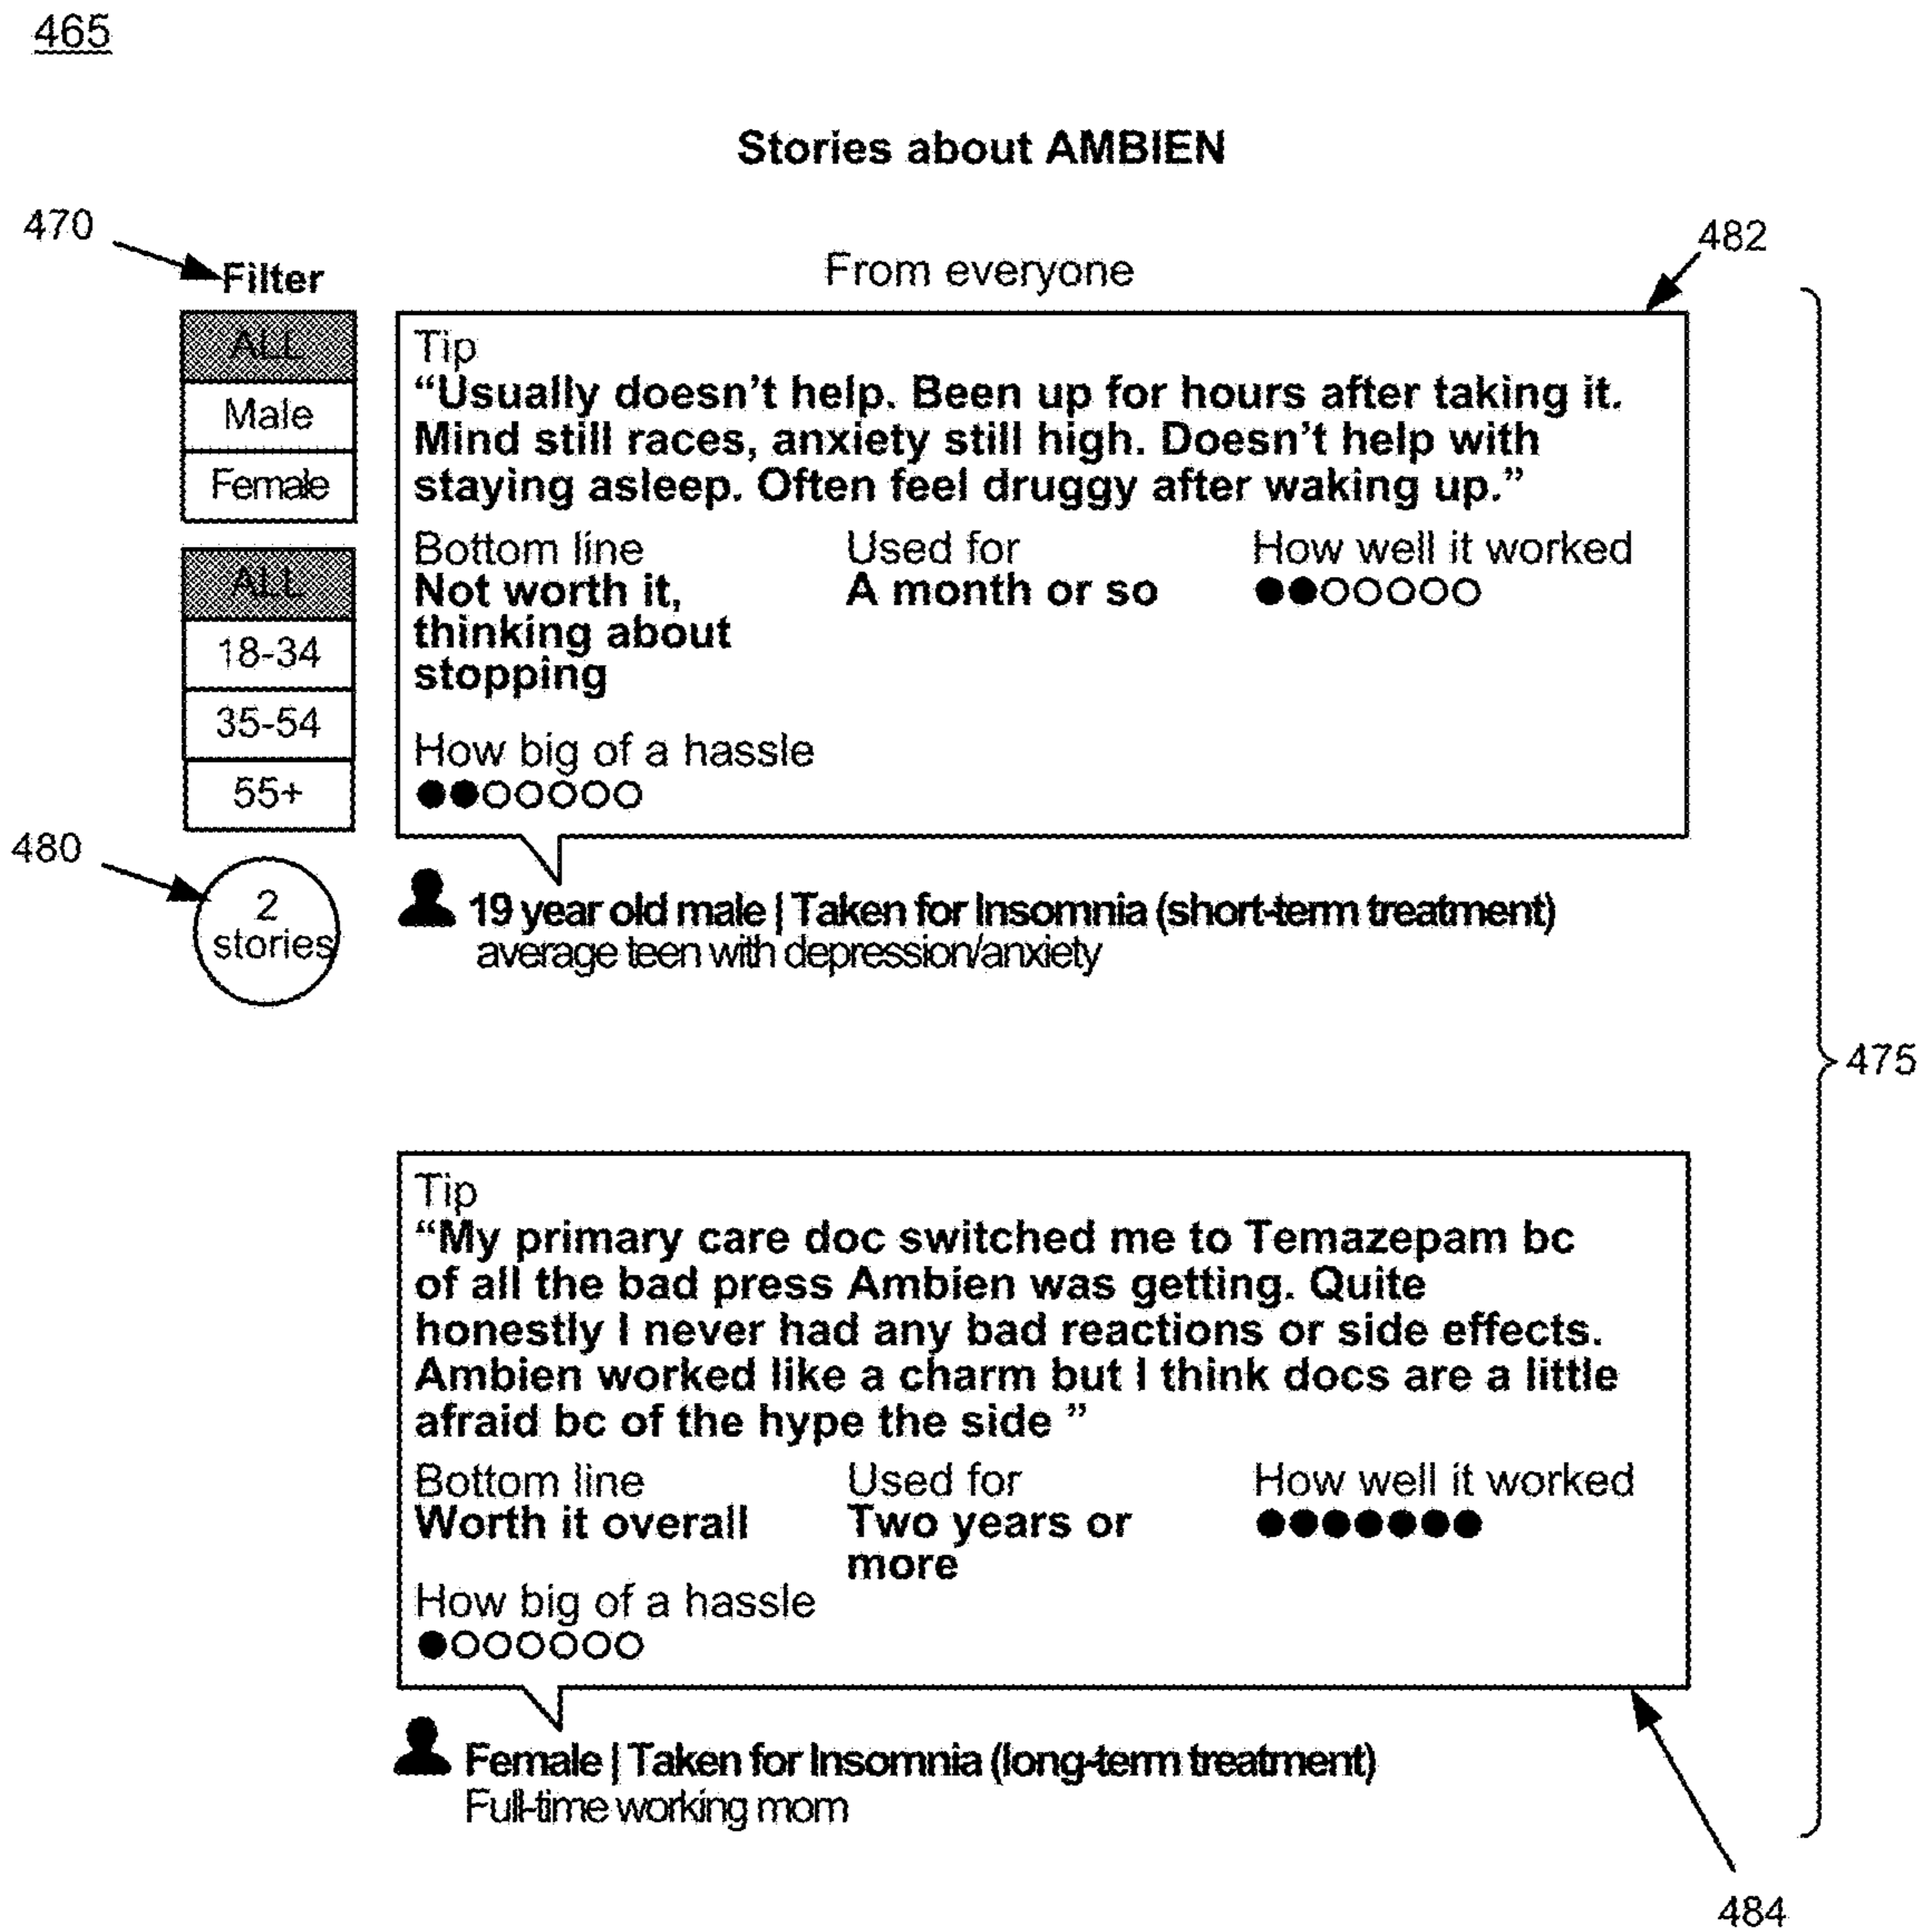 465
Stories about AMBIEN
470
482
Filter
From everyone
ALL
Male
Female
ALL
18-34
35-54
55+
480
2
stories
Tip
“Usually doesn’t help. Been up for hours after taking it.
Mind still races, anxiety still high. Doesn’t help with
staying asleep. Often feel druggy after waking up.”
Bottom line
Not worth it,
thinking about
stopping
Used for
A month or so
How well it worked
How big of a hassle
19 year old male | Taken for Insomnia (short-term treatment)
average teen with depression/anxiety
475
Tip
“My primary care doc switched me to Temazepam bc
of all the bad press Ambien was getting. Quite
honestly I never had any bad reactions or side effects.
Ambien worked like a charm but I think docs are a little
afraid bc of the hype the side ”
Bottom line
Worth it overall
Used for
Two years or
more
How well it worked
How big of a hassle
Female | Taken for Insomnia (long-term treatment)
Full-time working mom
484